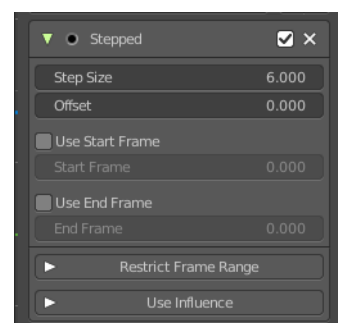 Stepped
Step Size 6.000
Offset 0.000
Use Start Frame
Start Frame 0.000
Use End Frame
End Frame 0.000
Restrict Frame Range
Use Influence